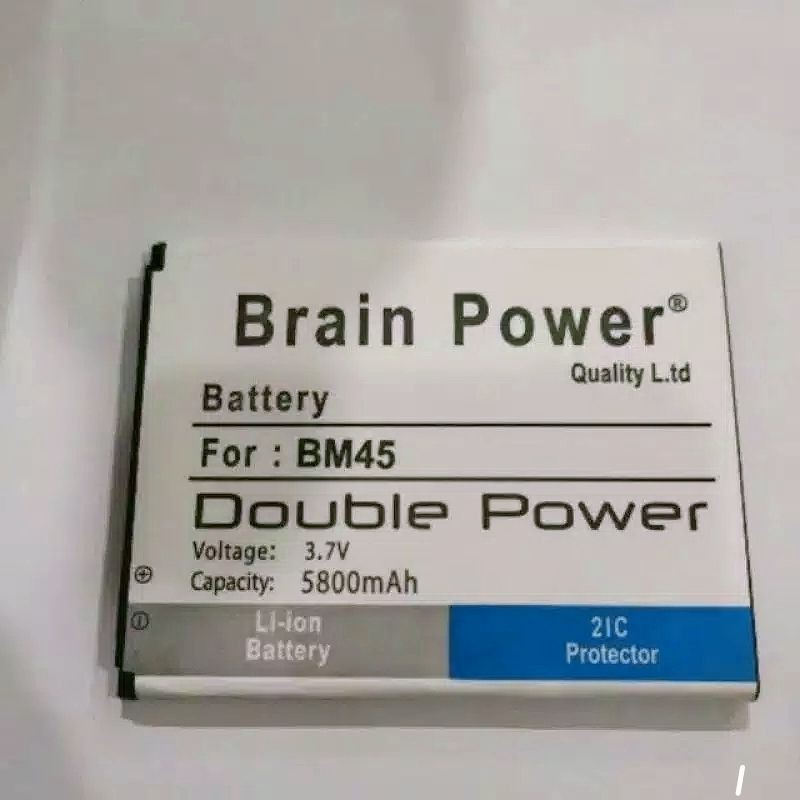 Brain Power®
Quality L.td
Battery
For : BM45
Double Power
Voltage: 3.7V
Capacity: 5800mAh
Li-ion
Battery
2IC
Protector